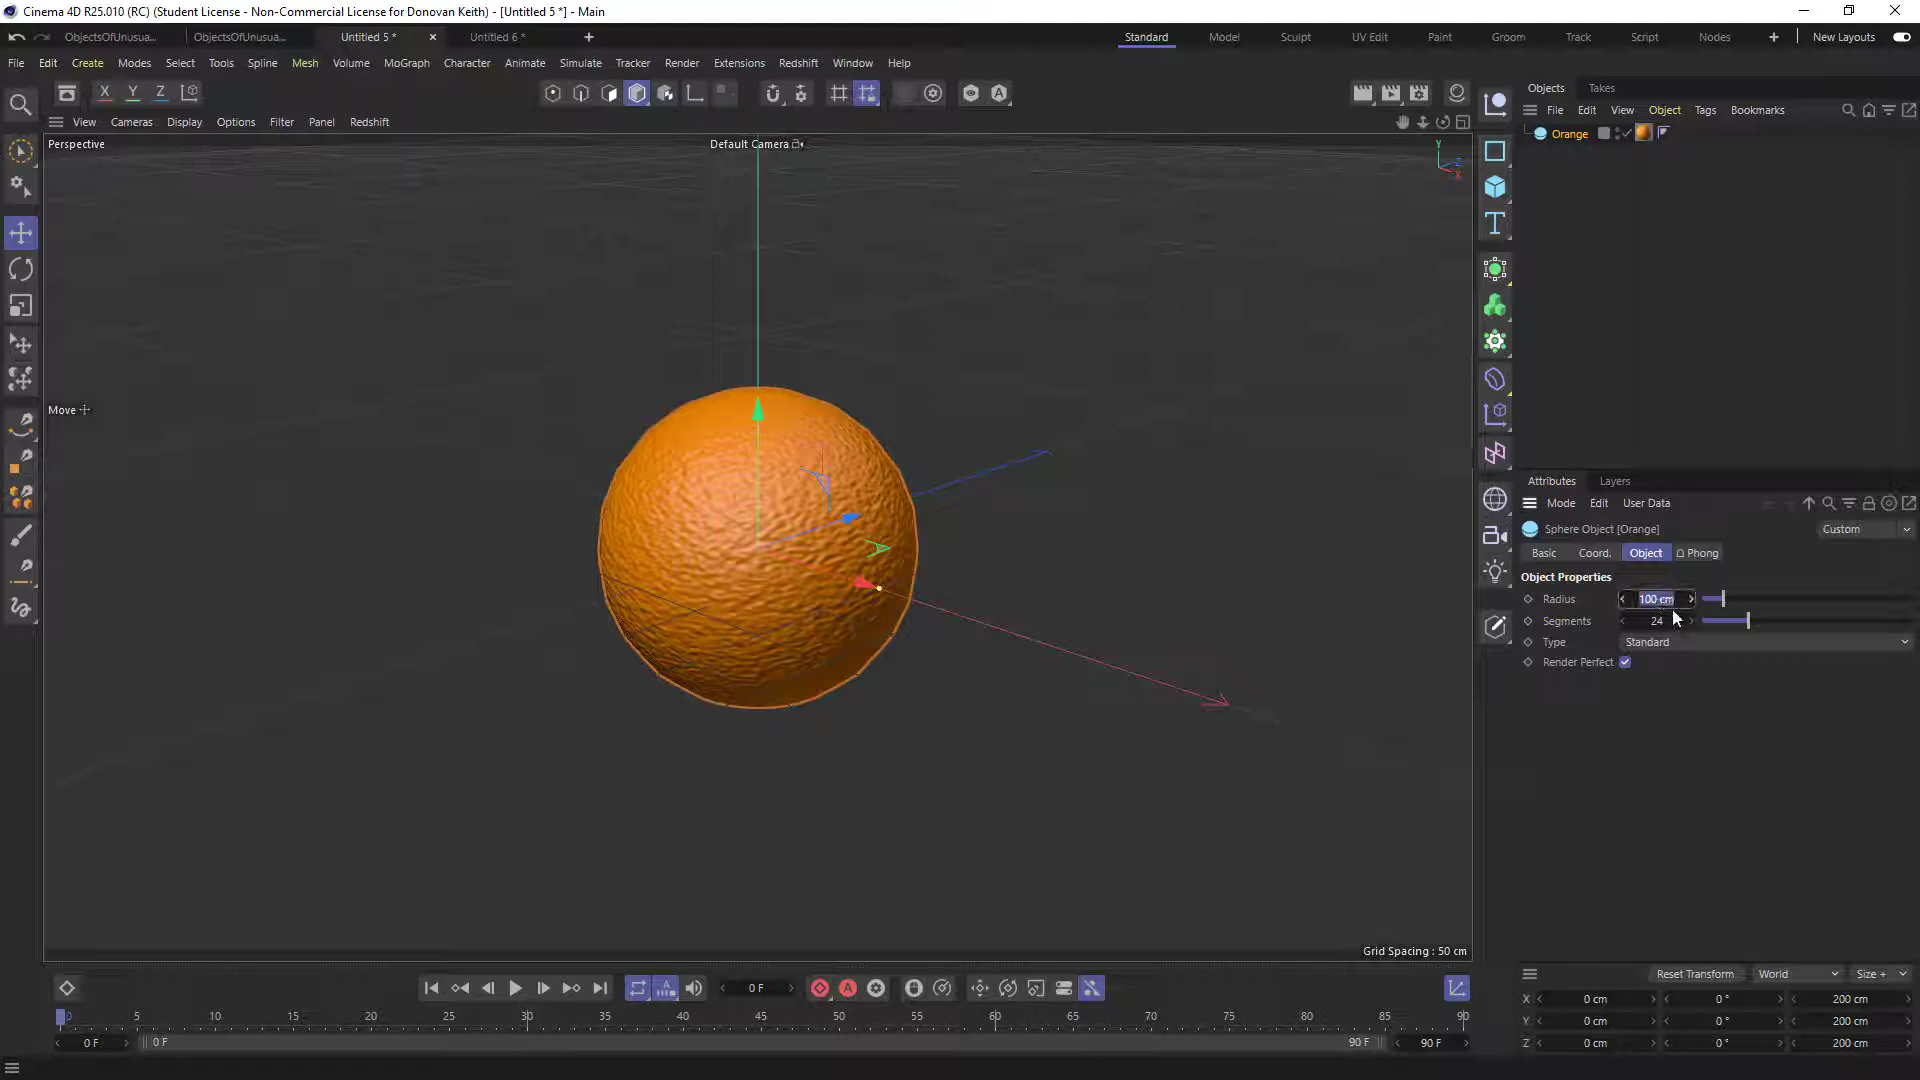 Cinema 4D R25.010 (RC) (Student License - Non-Commercial License for Donovan Keith) - [Untitled 5 *] - Main
ObjectsOfUnusua...
ObjectsOfUnusua...
Untitled 5 *
Untitled 6 *
Standard
Model
Sculpt
UV Edit
Paint
Groom
Track
Script
Nodes
New Layouts
File Edit Create Modes Select Tools Spline Mesh Volume MoGraph Character Animate Simulate Tracker Render Extensions Redshift Window Help
X Y Z
Objects Takes
View Cameras Display Options Filter Panel Redshift
File Edit View Object Tags Bookmarks
Orange
Perspective
Default Camera
Y
Z
X
Move
Attributes Layers
Mode Edit User Data
Sphere Object [Orange]
Custom
Basic Coord. Object Phong
Object Properties
Radius 100 cm
Segments 24
Type Standard
Render Perfect
Grid Spacing : 50 cm
Reset Transform World Size +
0 F
0 5 10 15 20 25 30 35 40 45 50 55 60 65 70 75 80 85 90
0 F 0 F 90 F 90 F
X 0 cm 0 ° 200 cm
Y 0 cm 0 ° 200 cm
Z 0 cm 0 ° 200 cm